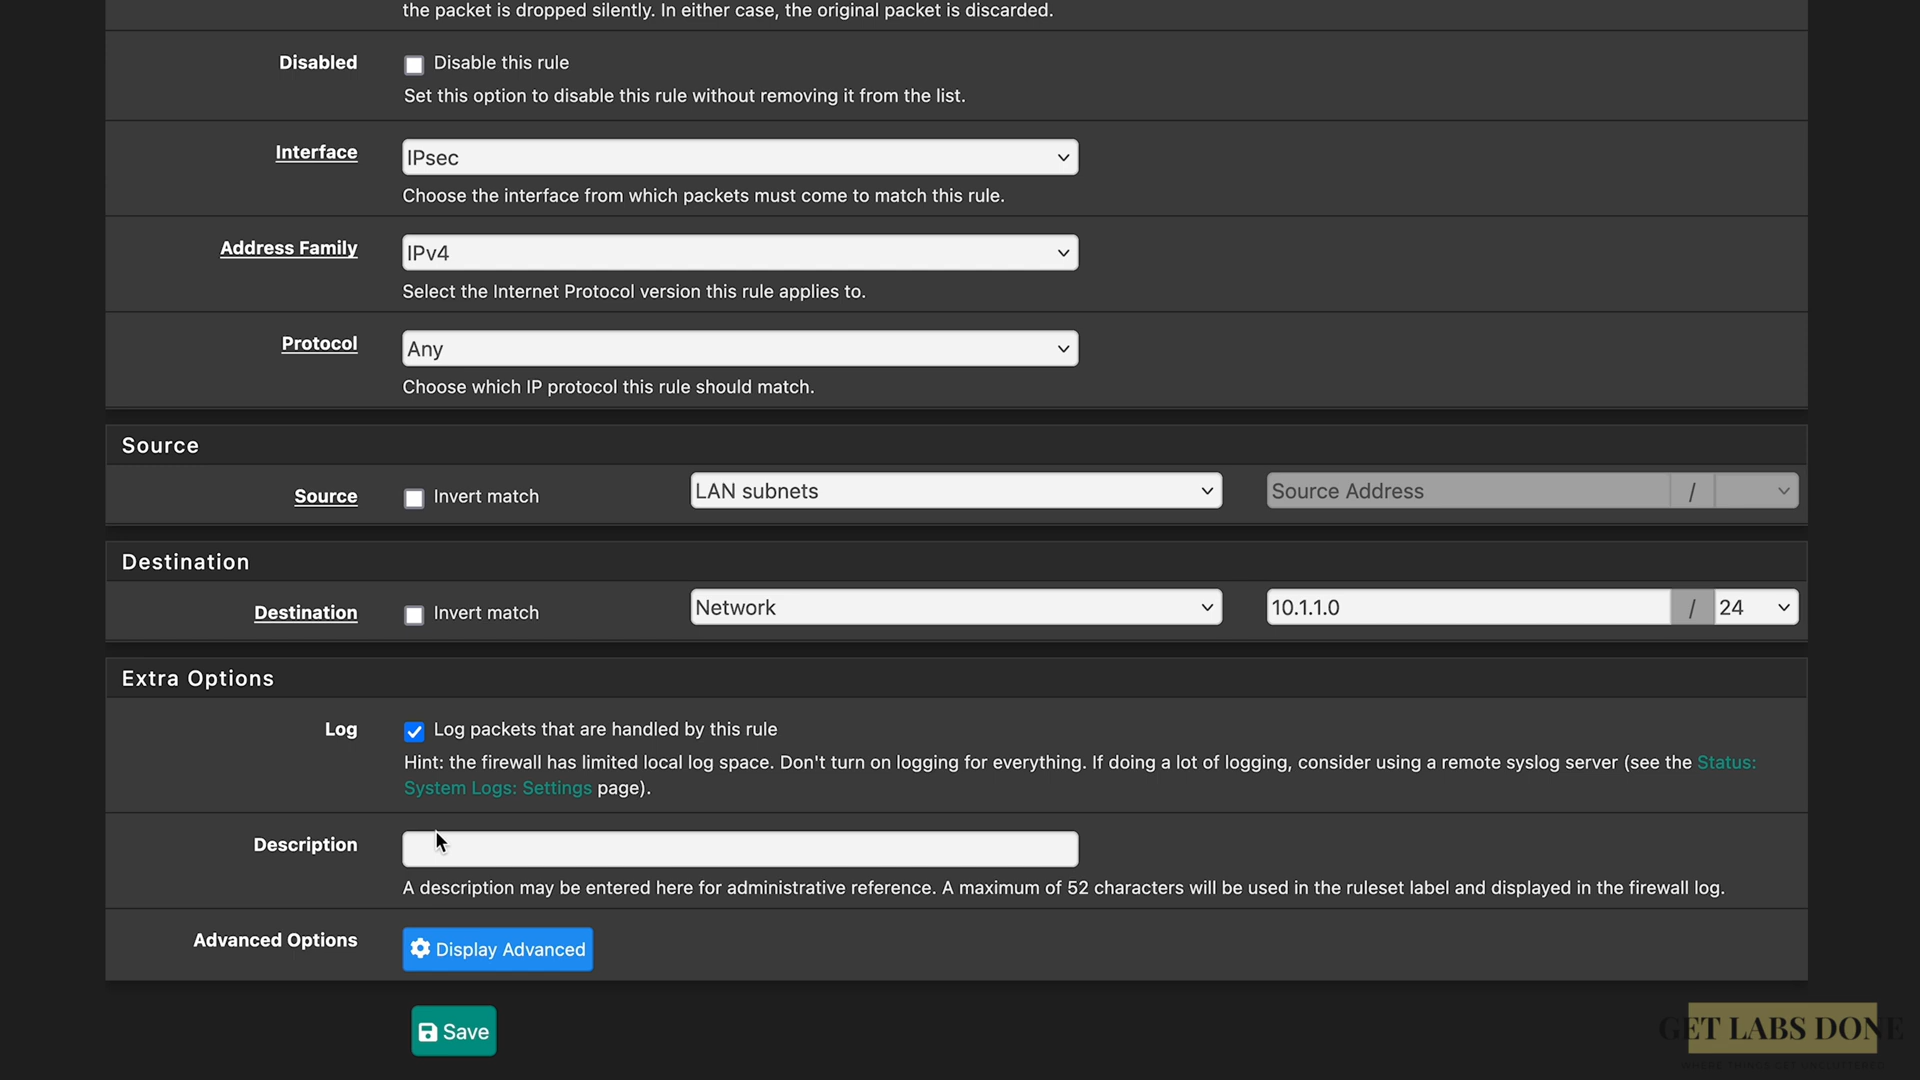 the packet is dropped silently. In either case, the original packet is discarded.
Disabled
Disable this rule
Set this option to disable this rule without removing it from the list.
Interface
IPsec
Choose the interface from which packets must come to match this rule.
Address Family
IPv4
Select the Internet Protocol version this rule applies to.
Protocol
Any
Choose which IP protocol this rule should match.
Source
Source
Invert match
LAN subnets
Source Address
/
Destination
Destination
Invert match
Network
10.1.1.0
/
24
Extra Options
Log
Log packets that are handled by this rule
Hint: the firewall has limited local log space. Don't turn on logging for everything. If doing a lot of logging, consider using a remote syslog server (see the Status:
System Logs: Settings page).
Description
A description may be entered here for administrative reference. A maximum of 52 characters will be used in the ruleset label and displayed in the firewall log.
Advanced Options
Display Advanced
Save
GET LABS DONE